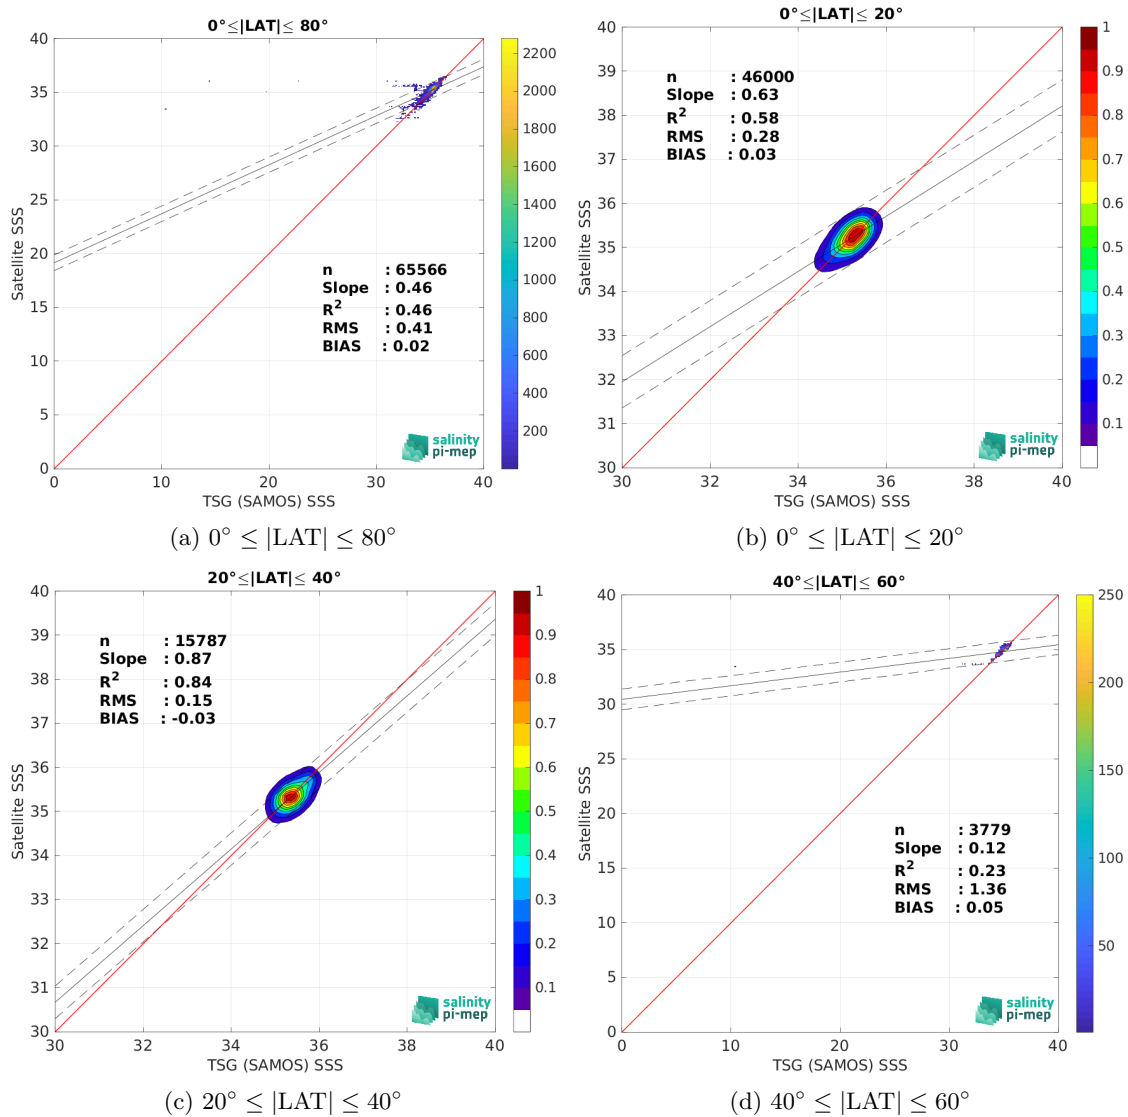 0°≤|LAT|≤ 80°
40
35
30
25
20
15
10
5
0
Satellite SSS
n : 65566
Slope : 0.46
R² : 0.46
RMS : 0.41
BIAS : 0.02
salinity
pi-mep
0 10 20 30 40
TSG (SAMOS) SSS
2200
2000
1800
1600
1400
1200
1000
800
600
400
200
(a) 0° ≤ |LAT| ≤ 80°
0°≤|LAT|≤ 20°
40
39
38
37
36
35
34
33
32
31
30
Satellite SSS
n : 46000
Slope : 0.63
R² : 0.58
RMS : 0.28
BIAS : 0.03
salinity
pi-mep
30 32 34 36 38 40
TSG (SAMOS) SSS
1
0.9
0.8
0.7
0.6
0.5
0.4
0.3
0.2
0.1
(b) 0° ≤ |LAT| ≤ 20°
20°≤|LAT|≤ 40°
40
39
38
37
36
35
34
33
32
31
30
Satellite SSS
n : 15787
Slope : 0.87
R² : 0.84
RMS : 0.15
BIAS : -0.03
salinity
pi-mep
30 32 34 36 38 40
TSG (SAMOS) SSS
1
0.9
0.8
0.7
0.6
0.5
0.4
0.3
0.2
0.1
(c) 20° ≤ |LAT| ≤ 40°
40°≤|LAT|≤ 60°
40
35
30
25
20
15
10
5
0
Satellite SSS
n : 3779
Slope : 0.12
R² : 0.23
RMS : 1.36
BIAS : 0.05
salinity
pi-mep
0 10 20 30 40
TSG (SAMOS) SSS
250
200
150
100
50
(d) 40° ≤ |LAT| ≤ 60°